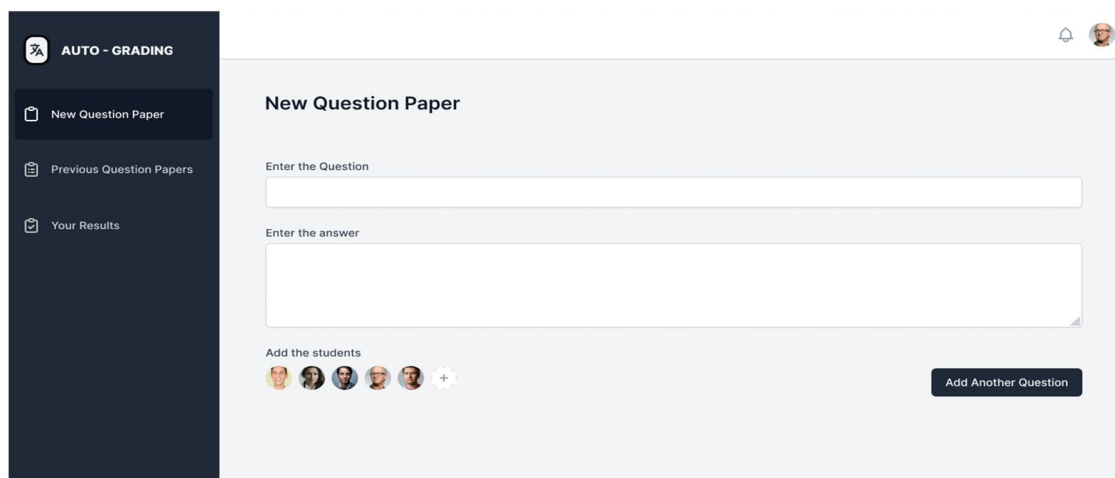 AUTO - GRADING
New Question Paper
Previous Question Papers
Your Results
New Question Paper
Enter the Question
Enter the answer
Add the students
Add Another Question